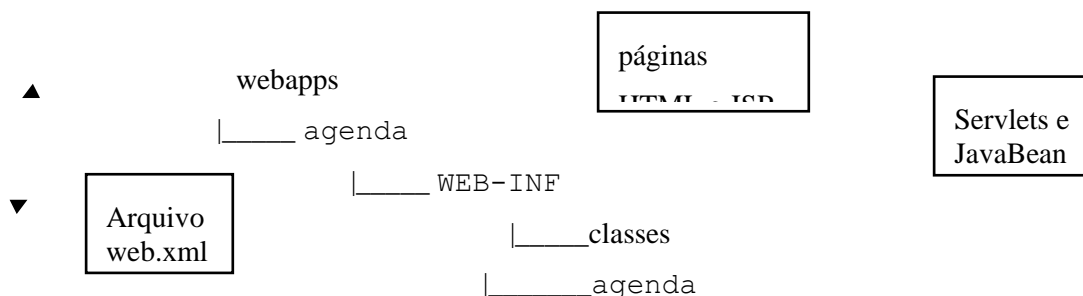 páginas
webapps
|_____ agenda
Servlets e
JavaBean
|_____ WEB-INF
Arquivo
web.xml
|_____classes
|_______agenda